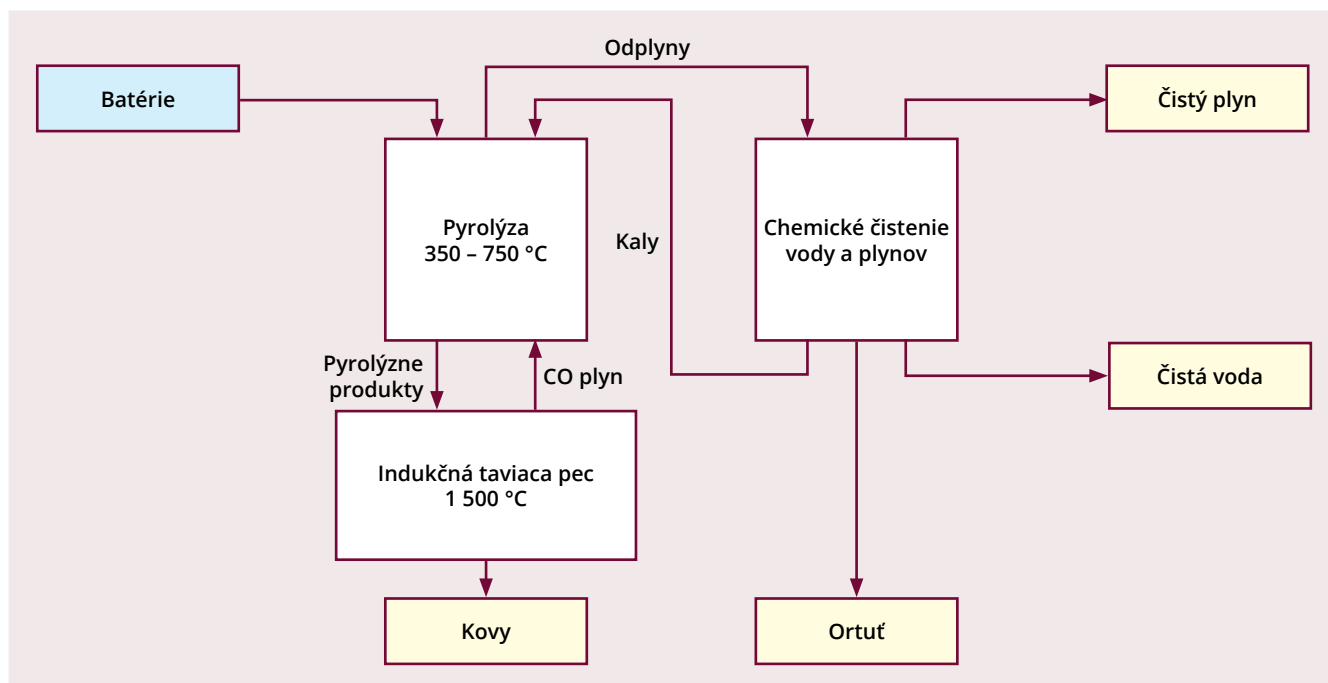 Odplyny
Batérie
Čistý plyn
Pyrolýza
350 – 750 °C
Kaly
Chemické čistenie
vody a plynov
Pyrolýzne
produkty
CO plyn
Čistá voda
Indukčná taviaca pec
1 500 °C
Kovy
Ortuť